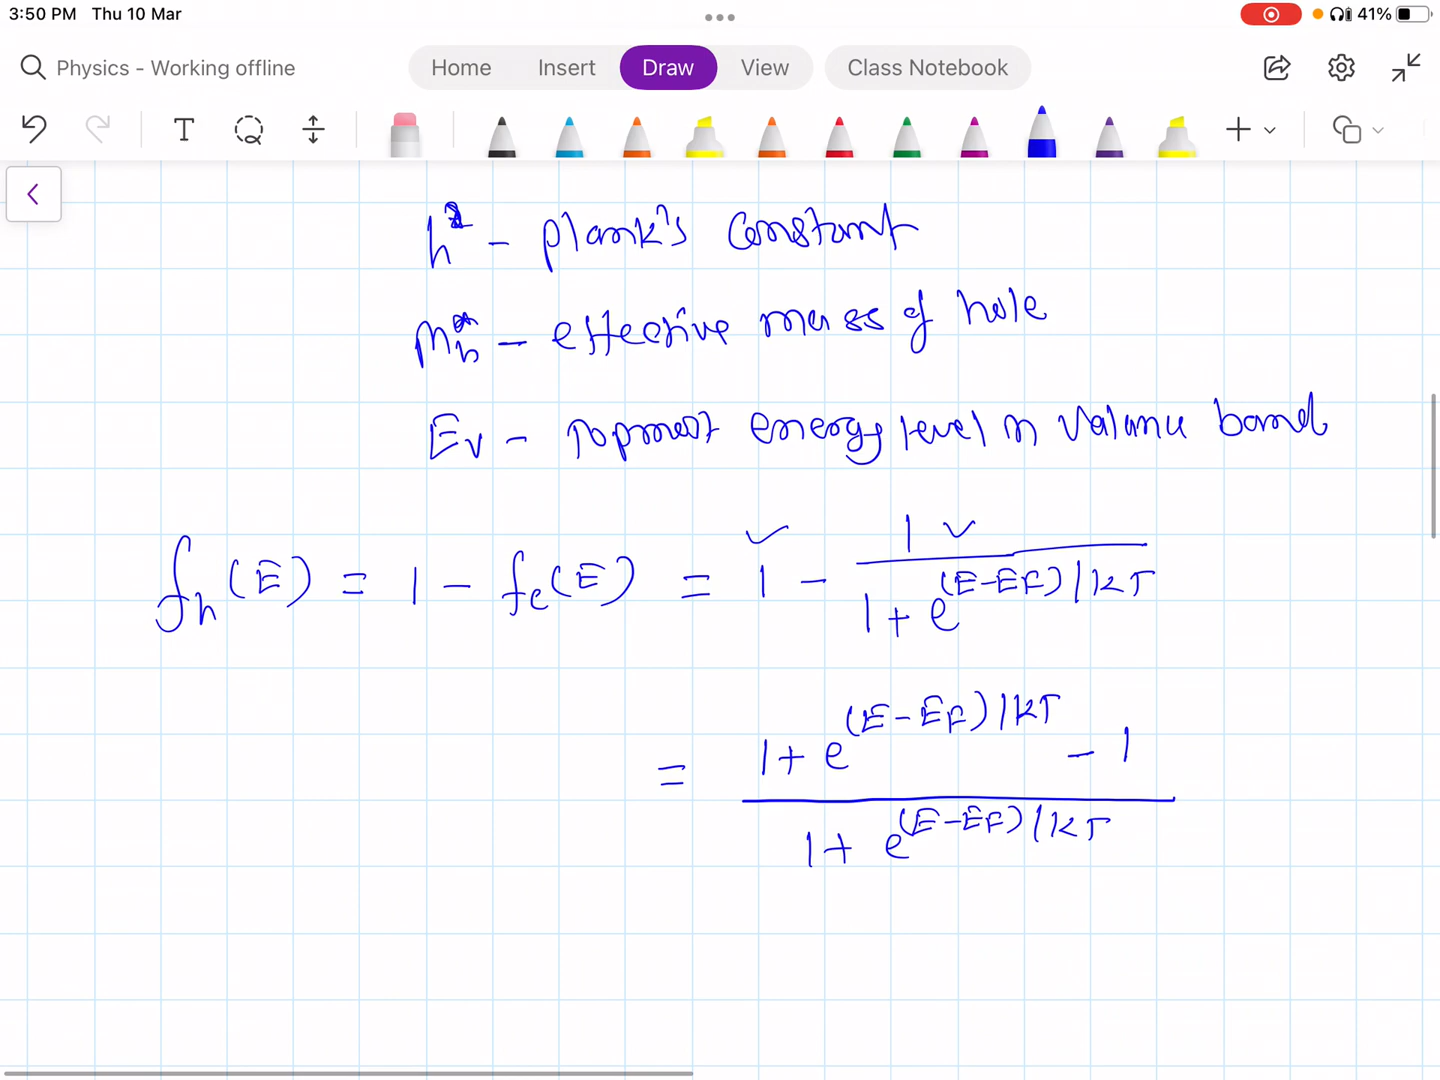 3:50 PM Thu 10 Mar
41%
Physics - Working offline
Home Insert Draw View Class Notebook
T
h - plank's constant
m*h - effective mass of hole
Ev - Topmost energy level in valance band
fh(E) = 1 - fe(E) = 1 - 1 / 1 + e^(E-EF)/KT
= 1 + e^(E-EF)/KT - 1 / 1 + e^(E-EF)/KT